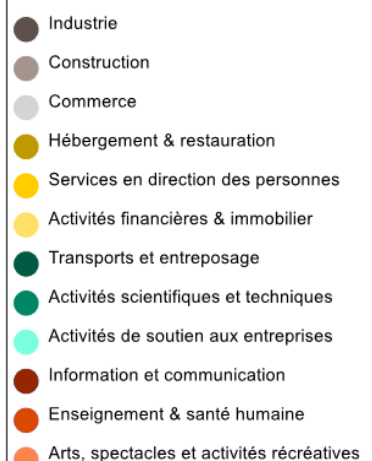 Industrie
Construction
Commerce
Hébergement & restauration
Services en direction des personnes
Activités financières & immobilier
Transports et entreposage
Activités scientifiques et techniques
Activités de soutien aux entreprises
Information et communication
Enseignement & santé humaine
Arts, spectacles et activités récréatives